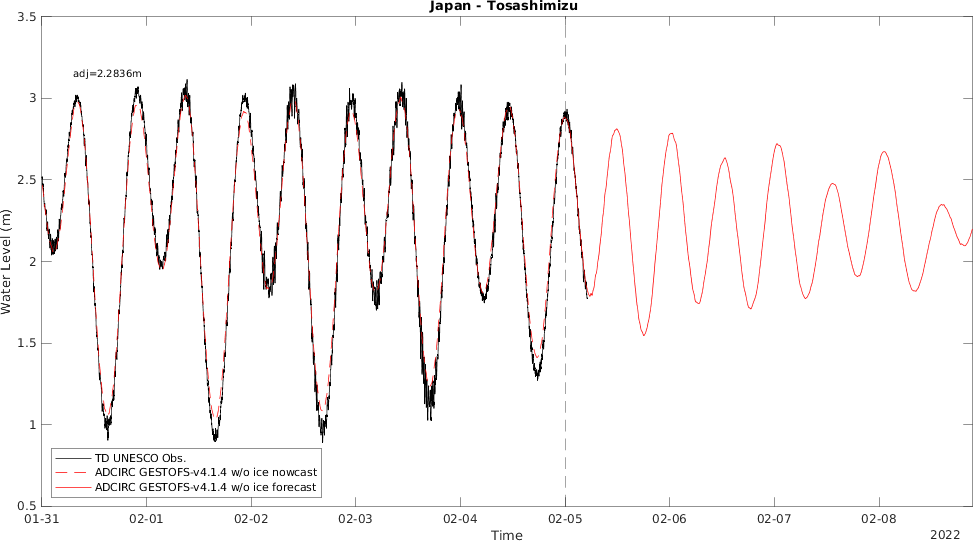 Japan - Tosashimizu
adj=2.2836m
3.5
3
2.5
2
1.5
1
0.5
Water Level (m)
TD UNESCO Obs.
ADCIRC GESTOFS-v4.1.4 w/o ice nowcast
ADCIRC GESTOFS-v4.1.4 w/o ice forecast
01-31 02-01 02-02 02-03 02-04 02-05 02-06 02-07 02-08
Time
2022